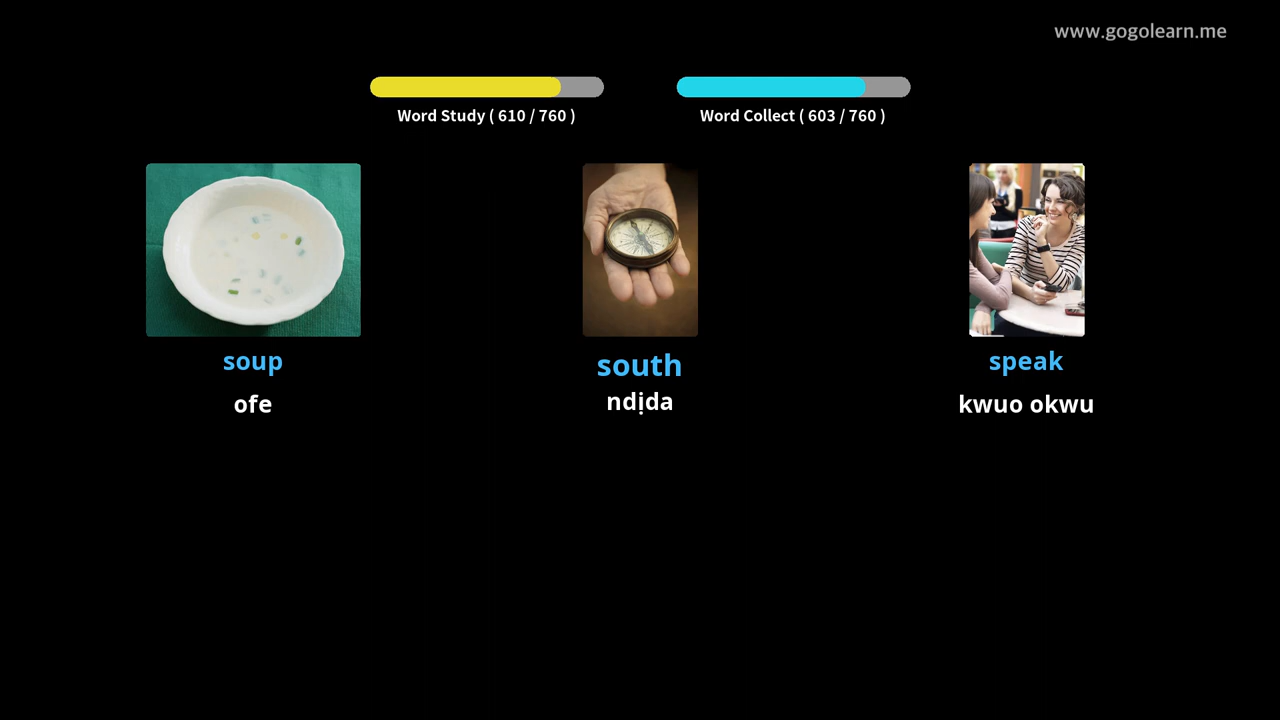 www.gogolearn.me
Word Study ( 610 / 760 )
Word Collect ( 603 / 760 )
soup
ofe
south
ndịda
speak
kwuo okwu